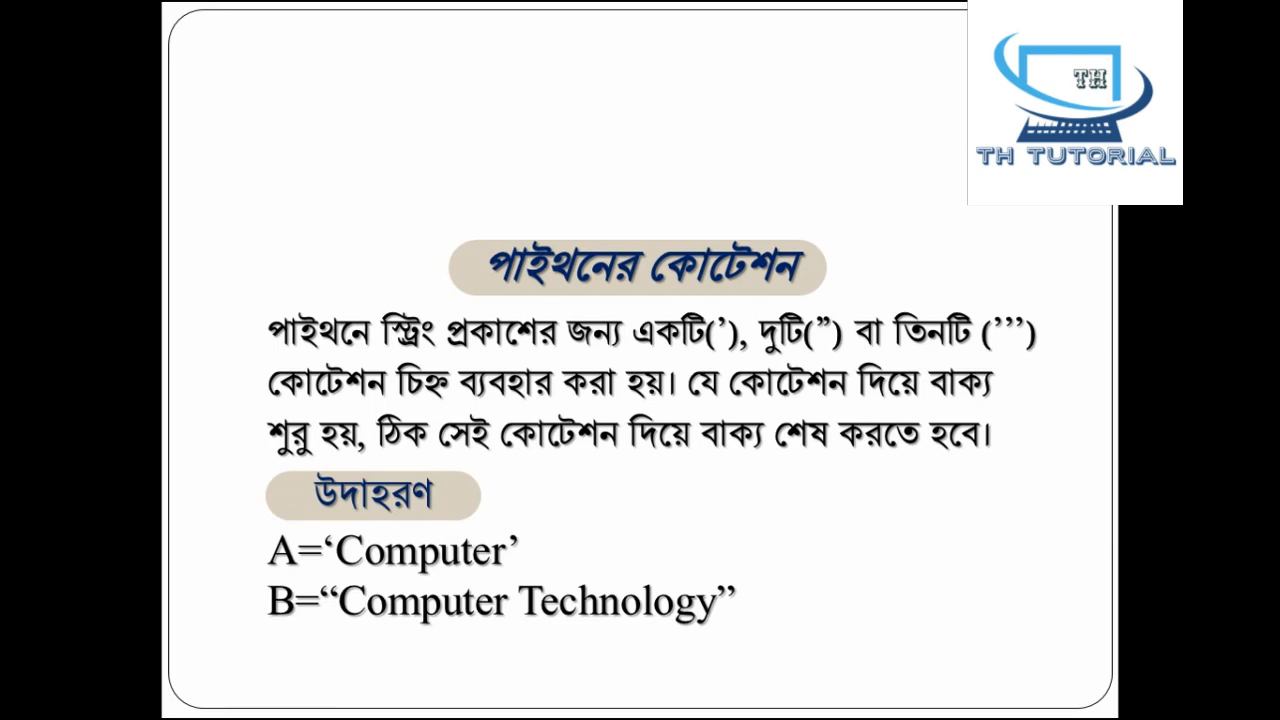 TH
TH TUTORIAL
পাইথনের কোটেশন
পাইথনে স্ট্রিং প্রকাশের জন্য একটি(’), দুটি(”) বা তিনটি (’’’)
কোটেশন চিহ্ন ব্যবহার করা হয়। যে কোটেশন দিয়ে বাক্য
শুরু হয়, ঠিক সেই কোটেশন দিয়ে বাক্য শেষ করতে হবে।
উদাহরণ
A=‘Computer’
B=“Computer Technology”